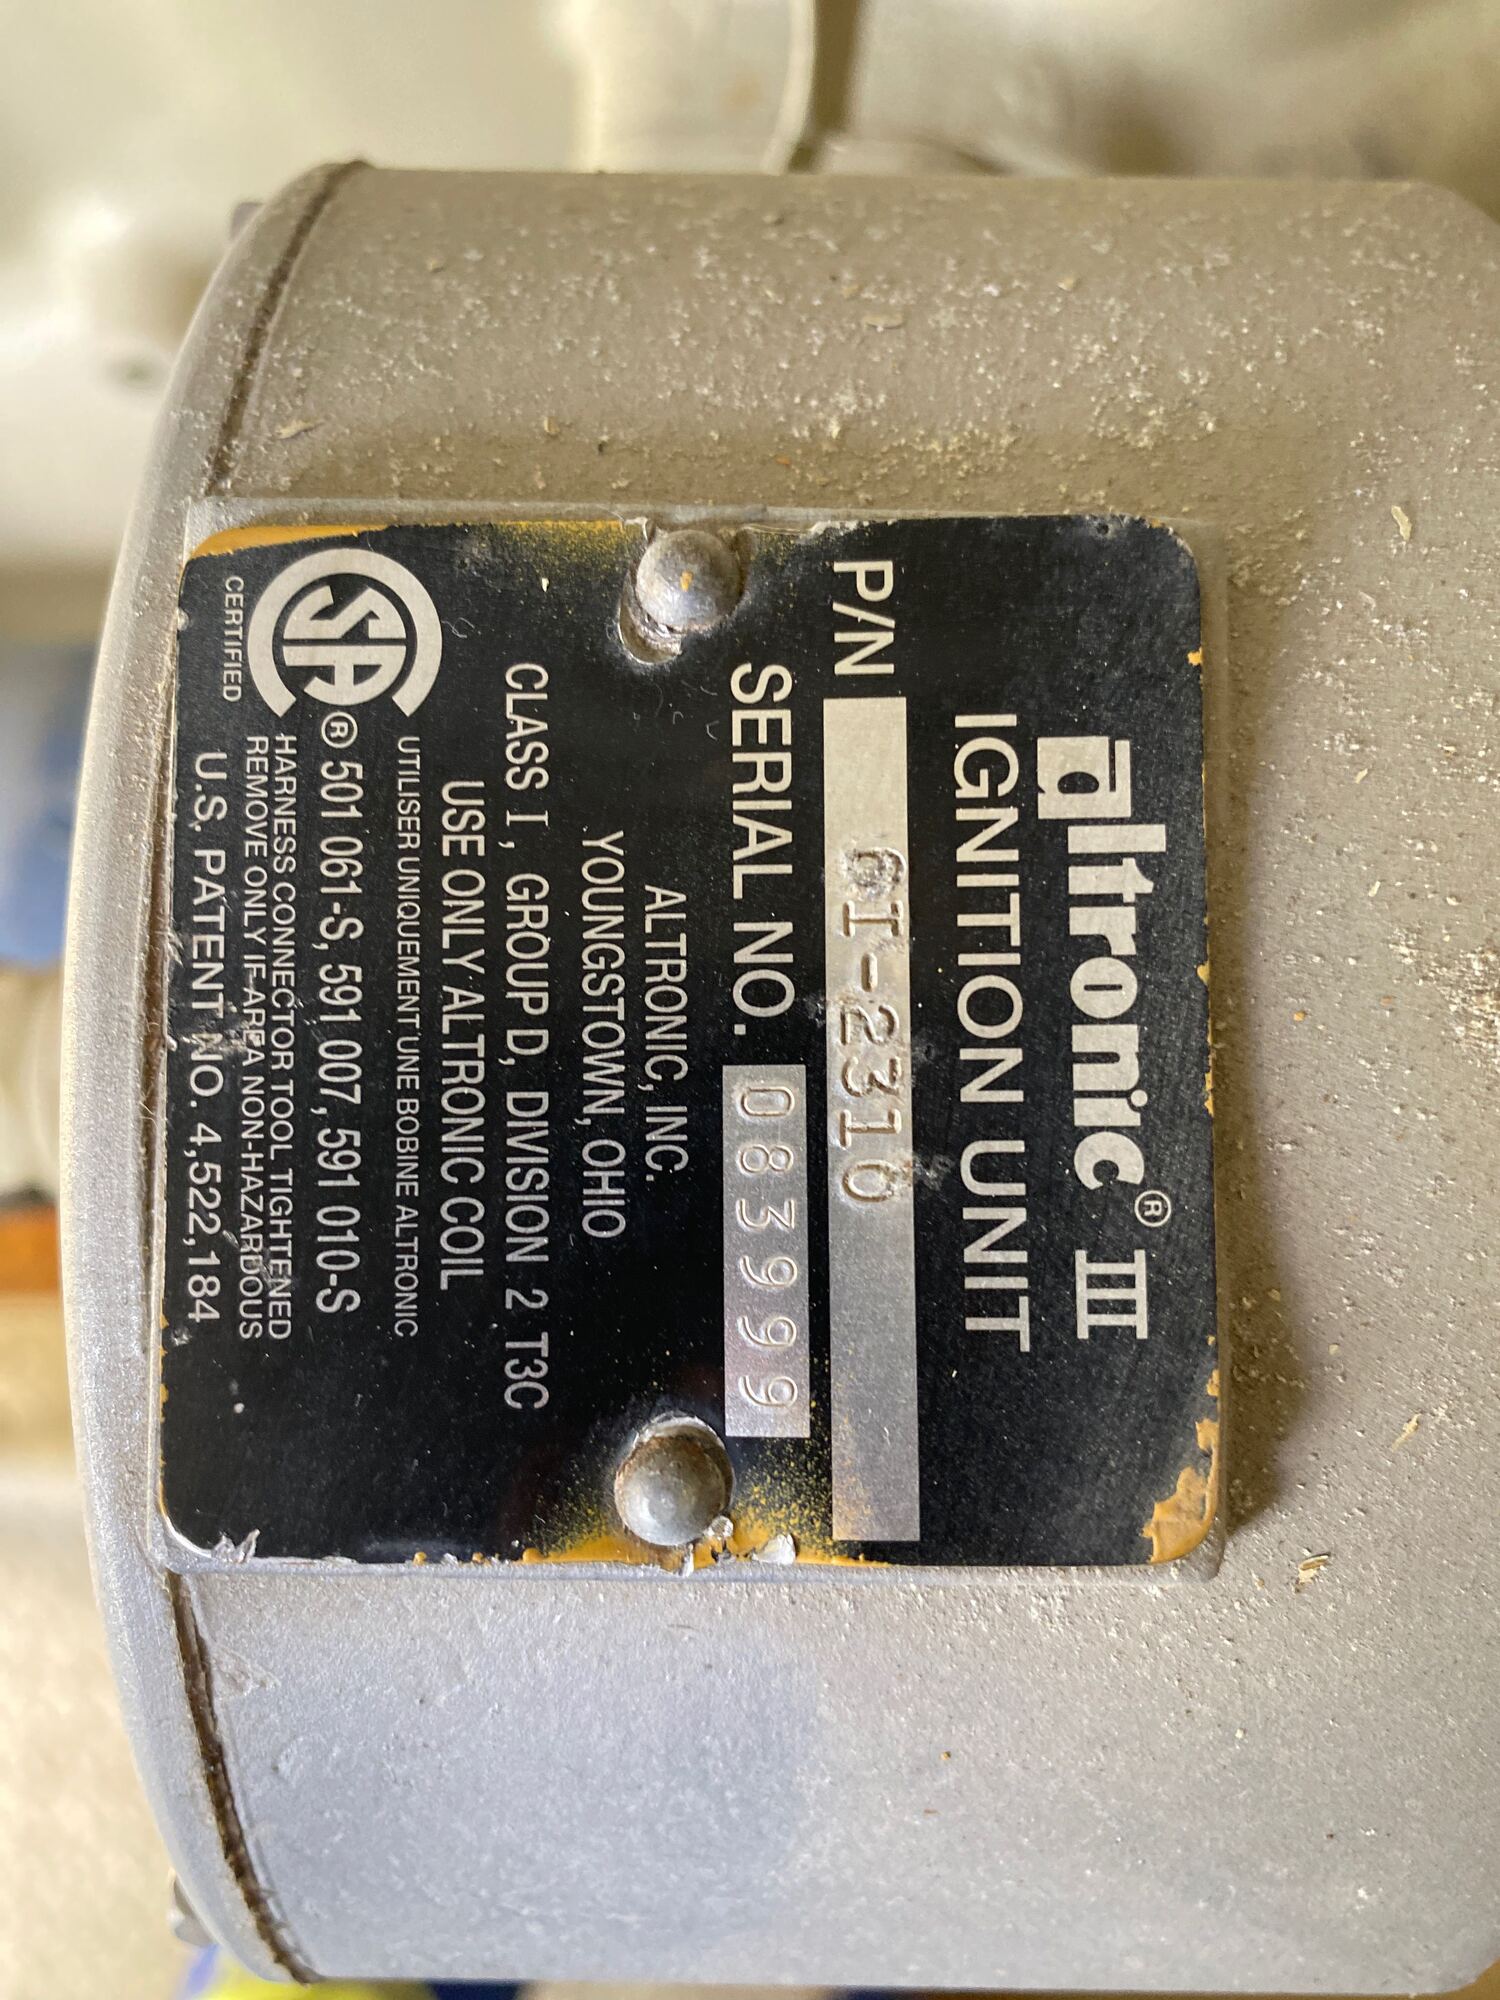 altronic® III
IGNITION UNIT
P/N 6I-2310
SERIAL NO. 083999
ALTRONIC, INC.
YOUNGSTOWN, OHIO
CLASS I, GROUP D, DIVISION 2 T3C
USE ONLY ALTRONIC COIL
UTILISER UNIQUEMENT UNE BOBINE ALTRONIC
SA ® 501 061-S, 591 007, 591 010-S
CERTIFIED
HARNESS CONNECTOR TOOL TIGHTENED
REMOVE ONLY IF AREA NON-HAZARDOUS
U.S. PATENT NO. 4,522,184